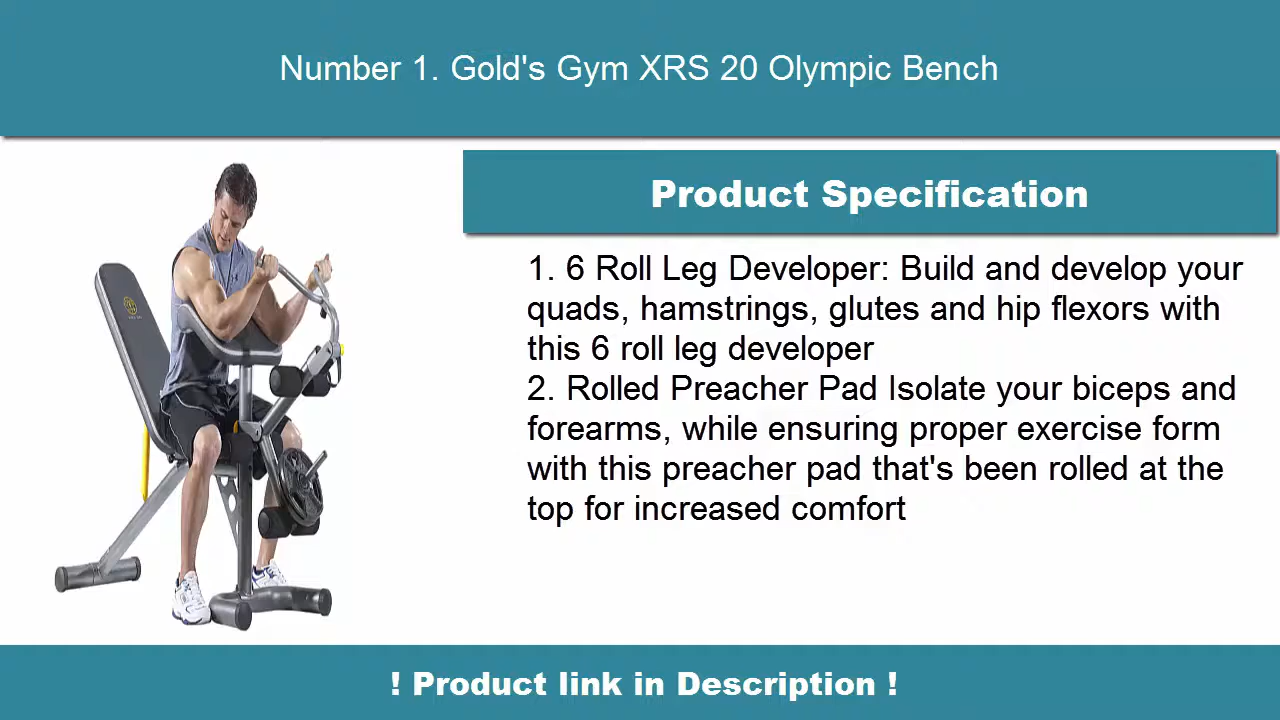 Number 1. Gold's Gym XRS 20 Olympic Bench
Product Specification
1. 6 Roll Leg Developer: Build and develop your
quads, hamstrings, glutes and hip flexors with
this 6 roll leg developer
2. Rolled Preacher Pad Isolate your biceps and
forearms, while ensuring proper exercise form
with this preacher pad that's been rolled at the
top for increased comfort
! Product link in Description !